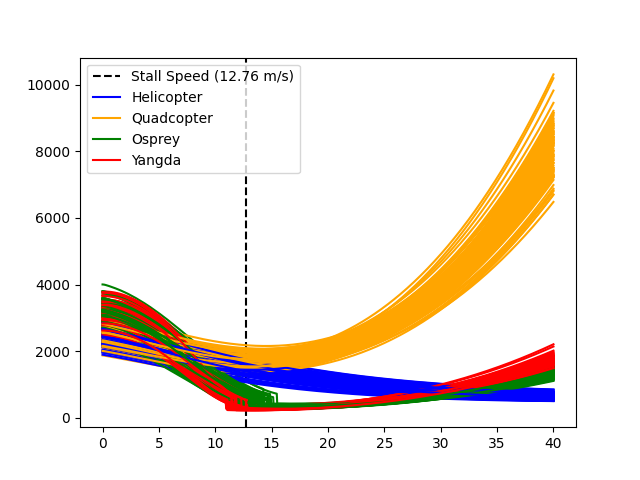 Stall Speed (12.76 m/s)
Helicopter
Quadcopter
Osprey
Yangda
10000
8000
6000
4000
2000
0
0 5 10 15 20 25 30 35 40